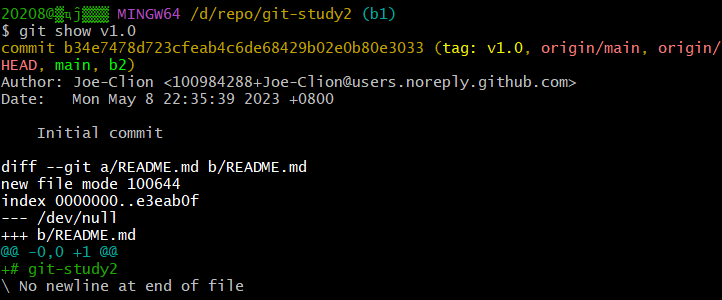 20208@▒ҵj▒▒▒ MINGW64 /d/repo/git-study2 (b1)
$ git show v1.0
commit b34e7478d723cfeab4c6de68429b02e0b80e3033 (tag: v1.0, origin/main, origin/
HEAD, main, b2)
Author: Joe-Clion <100984288+Joe-Clion@users.noreply.github.com>
Date:   Mon May 8 22:35:39 2023 +0800

    Initial commit

diff --git a/README.md b/README.md
new file mode 100644
index 0000000..e3eab0f
--- /dev/null
+++ b/README.md
@@ -0,0 +1 @@
+# git-study2
\ No newline at end of file